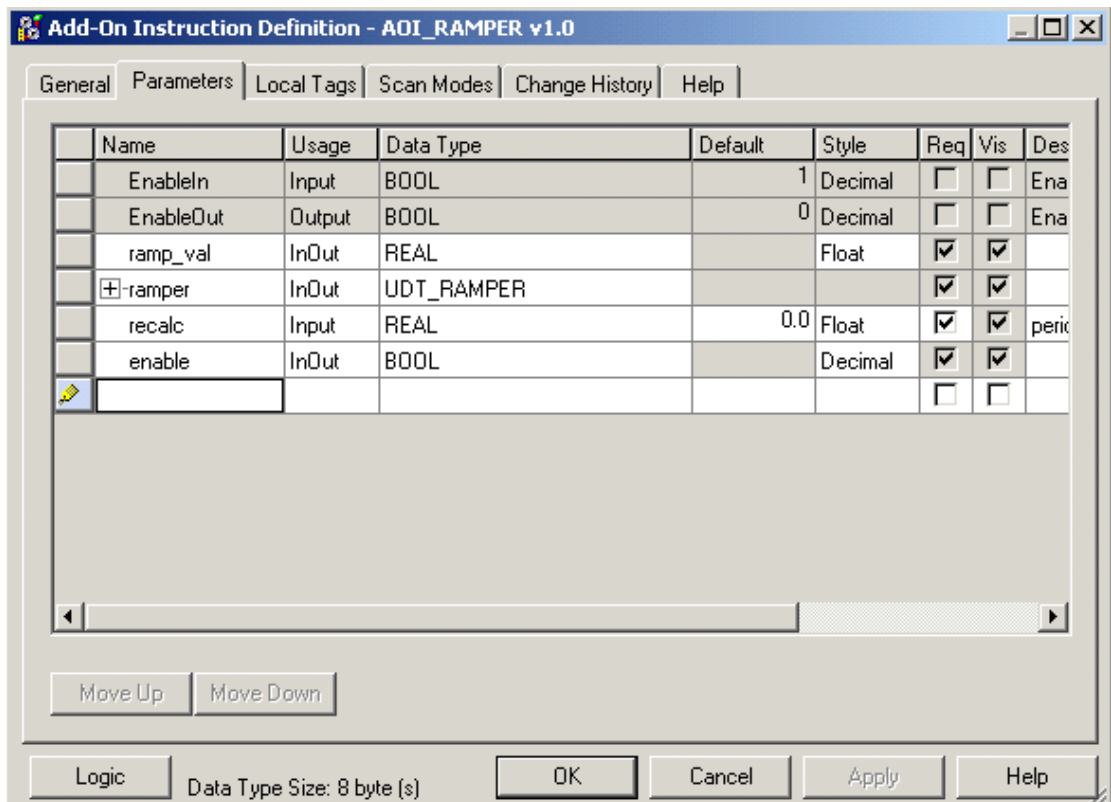 Add-On Instruction Definition - AOI_RAMPER v1.0
General Parameters Local Tags Scan Modes Change History Help
Name Usage Data Type Default Style Req Vis Des
EnableIn Input BOOL 1 Decimal Ena
EnableOut Output BOOL 0 Decimal Ena
ramp_val InOut REAL Float
ramper InOut UDT_RAMPER
recalc Input REAL 0.0 Float peric
enable InOut BOOL Decimal
Move Up Move Down
Logic Data Type Size: 8 byte (s) OK Cancel Apply Help